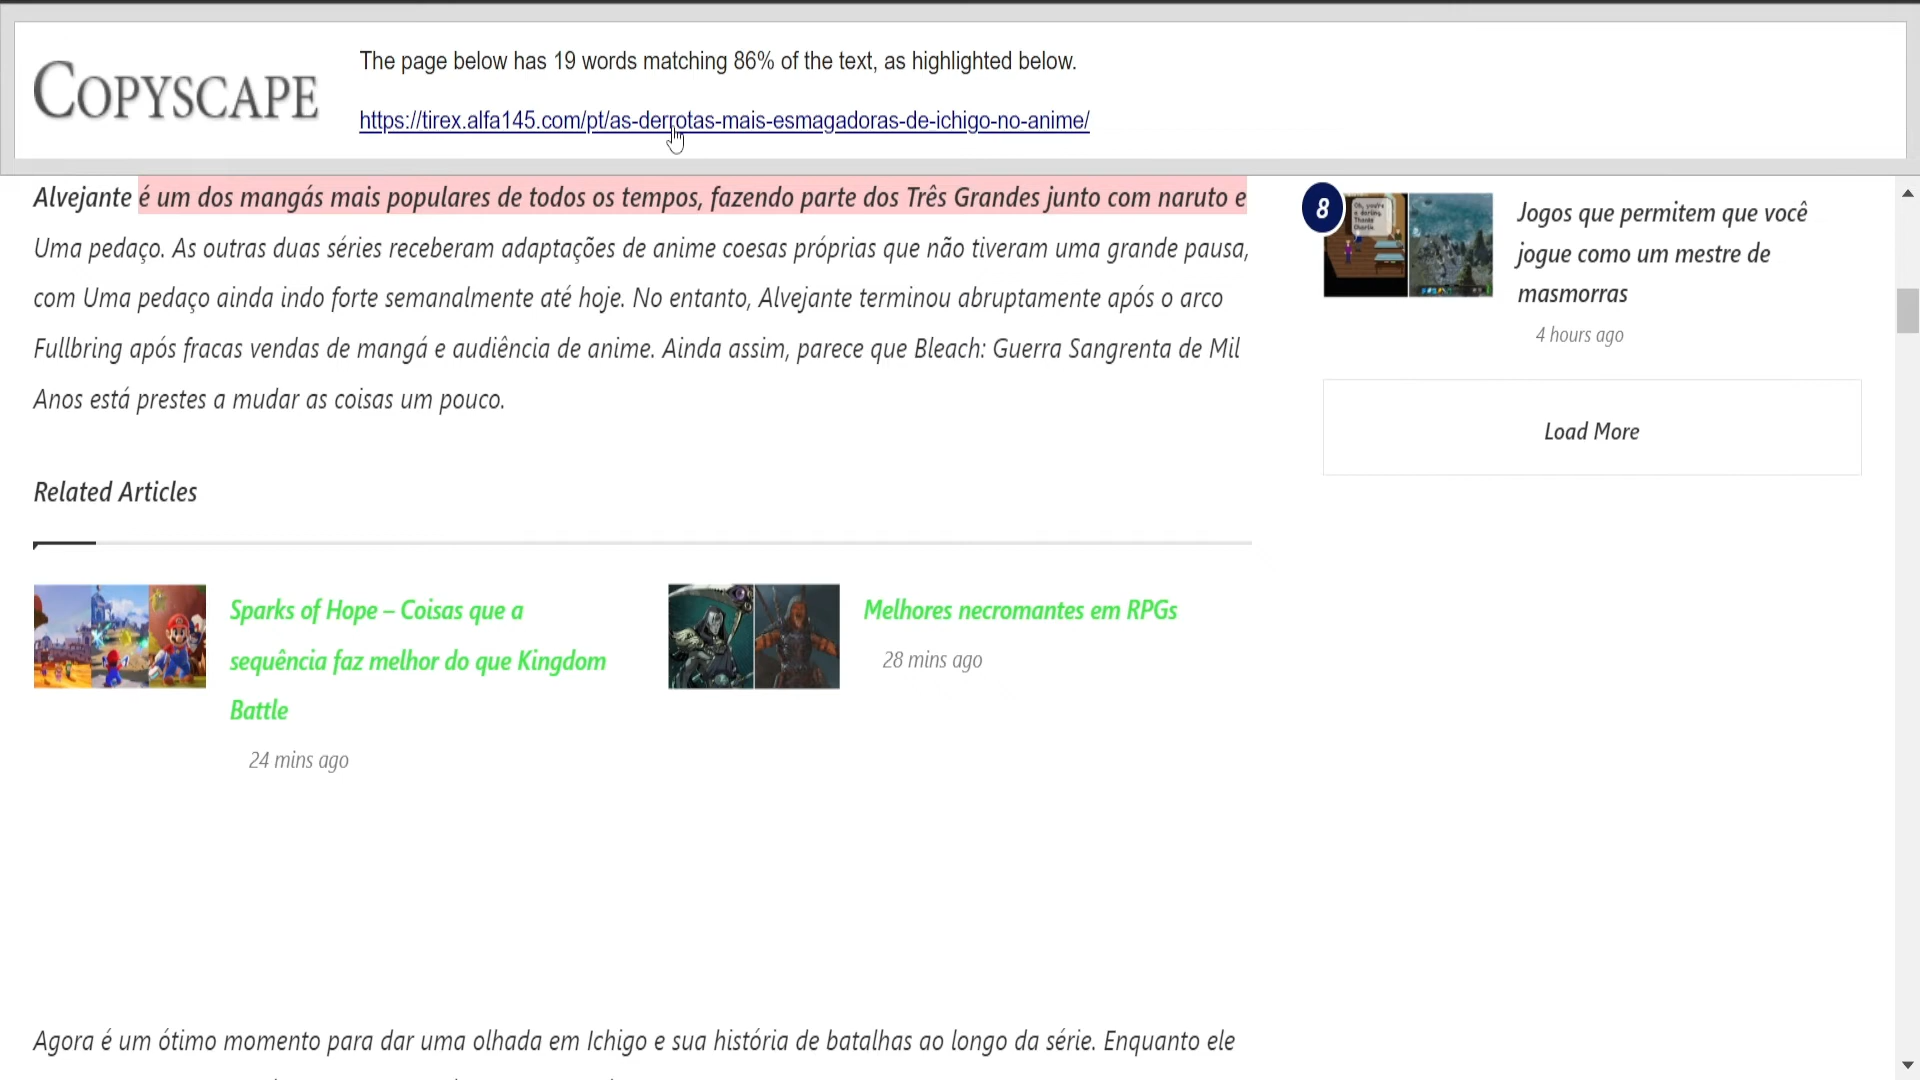 COPYSCAPE
The page below has 19 words matching 86% of the text, as highlighted below.
https://tirex.alfa145.com/pt/as-derrotas-mais-esmagadoras-de-ichigo-no-anime/
Alvejante é um dos mangás mais populares de todos os tempos, fazendo parte dos Três Grandes junto com naruto e
Uma pedaço. As outras duas séries receberam adaptações de anime coesas próprias que não tiveram uma grande pausa,
com Uma pedaço ainda indo forte semanalmente até hoje. No entanto, Alvejante terminou abruptamente após o arco
Fullbring após fracas vendas de mangá e audiência de anime. Ainda assim, parece que Bleach: Guerra Sangrenta de Mil
Anos está prestes a mudar as coisas um pouco.
Related Articles
Sparks of Hope – Coisas que a
sequência faz melhor do que Kingdom
Battle
24 mins ago
Melhores necromantes em RPGs
28 mins ago
Agora é um ótimo momento para dar uma olhada em Ichigo e sua história de batalhas ao longo da série. Enquanto ele
8
Jogos que permitem que você
jogue como um mestre de
masmorras
4 hours ago
Load More